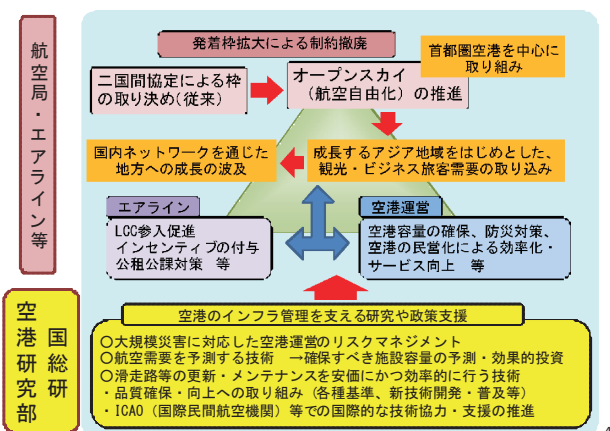 航空局・エアライン等
発着枠拡大による制約撤廃
首都圏空港を中心に
取り組み
二国間協定による枠
の取り決め(従来)
オープンスカイ
（航空自由化）の推進
国内ネットワークを通じた
地方への成長の波及
成長するアジア地域をはじめとした、
観光・ビジネス旅客需要の取り込み
エアライン
LCC参入促進
インセンティブの付与
公租公課対策　等
空港運営
空港容量の確保、防災対策、
空港の民営化による効率化・
サービス向上　等
国総研
空港研究部
空港のインフラ管理を支える研究や政策支援
〇大規模災害に対応した空港運営のリスクマネジメント
〇航空需要を予測する技術　→確保すべき施設容量の予測・効果的投資
〇滑走路等の更新・メンテナンスを安価にかつ効率的に行う技術
・品質確保・向上への取り組み（各種基準、新技術開発・普及等）
・ICAO（国際民間航空機関）等での国際的な技術協力・支援の推進